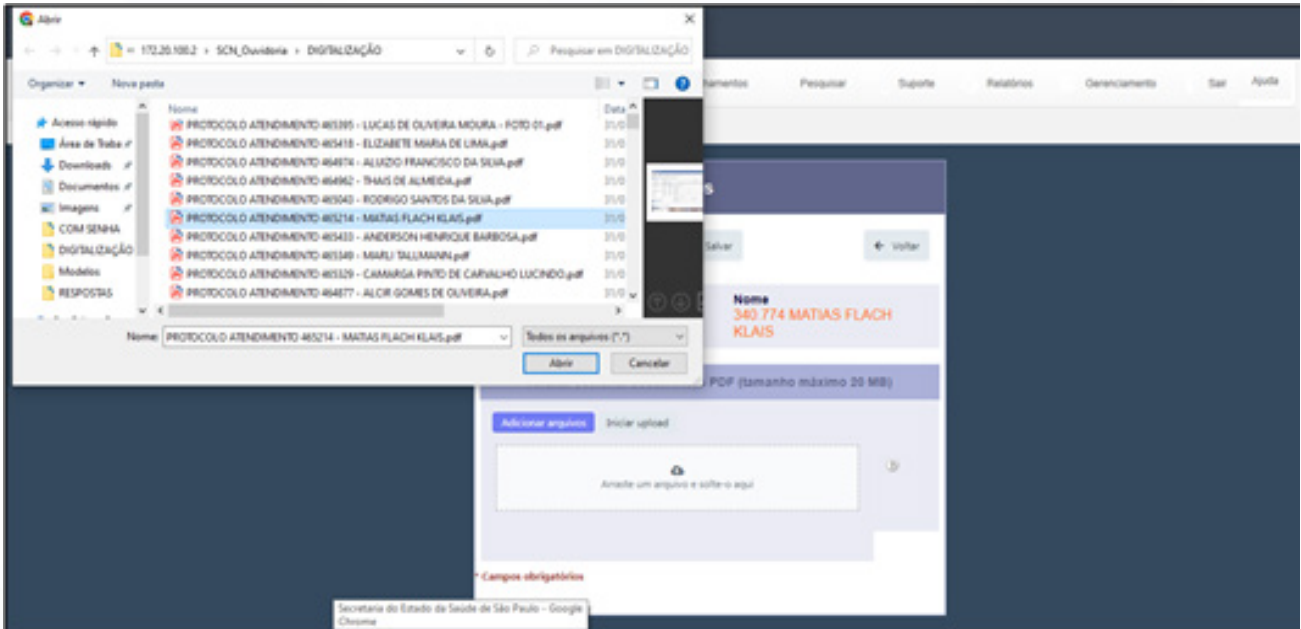 Abrir
172.20.100.2 › SCN_Ouvidoria › DIGITALIZAÇÃO
Pesquisar em DIGITALIZAÇÃO
Organizar
Nova pasta
Pesquisar
Suporte
Relatórios
Gerenciamento
Sair
Ajuda
Acesso rápido
Área de Traba
Downloads
Documentos
Imagens
COM SENHA
DIGITALIZAÇÃO
Modelos
RESPOSTAS
Nome
Data
PROTOCOLO ATENDIMENTO 465395 - LUCAS DE OLIVEIRA MOURA - FOTO 01.pdf
PROTOCOLO ATENDIMENTO 465418 - ELIZABETE MARIA DE LIMA.pdf
PROTOCOLO ATENDIMENTO 464974 - ALUIZIO FRANCISCO DA SILVA.pdf
PROTOCOLO ATENDIMENTO 464962 - THAIS DE ALMEIDA.pdf
PROTOCOLO ATENDIMENTO 465043 - RODRIGO SANTOS DA SILVA.pdf
PROTOCOLO ATENDIMENTO 465214 - MATIAS FLACH KLAIS.pdf
PROTOCOLO ATENDIMENTO 465433 - ANDERSON HENRIQUE BARBOSA.pdf
PROTOCOLO ATENDIMENTO 465349 - MARLI TALLMANN.pdf
PROTOCOLO ATENDIMENTO 465329 - CAMARGA PINTO DE CARVALHO LUCINDO.pdf
PROTOCOLO ATENDIMENTO 464877 - ALCIR GOMES DE OLIVEIRA.pdf
Nome: PROTOCOLO ATENDIMENTO 465214 - MATIAS FLACH KLAIS.pdf
Todos os arquivos (*.*)
Abrir
Cancelar
Salvar
Voltar
Nome
340.774 MATIAS FLACH
KLAIS
PDF (tamanho máximo 20 MB)
Adicionar arquivos
Iniciar upload
Arraste um arquivo e solte-o aqui
* Campos obrigatórios
Secretaria do Estado da Saúde de São Paulo - Google
Chrome